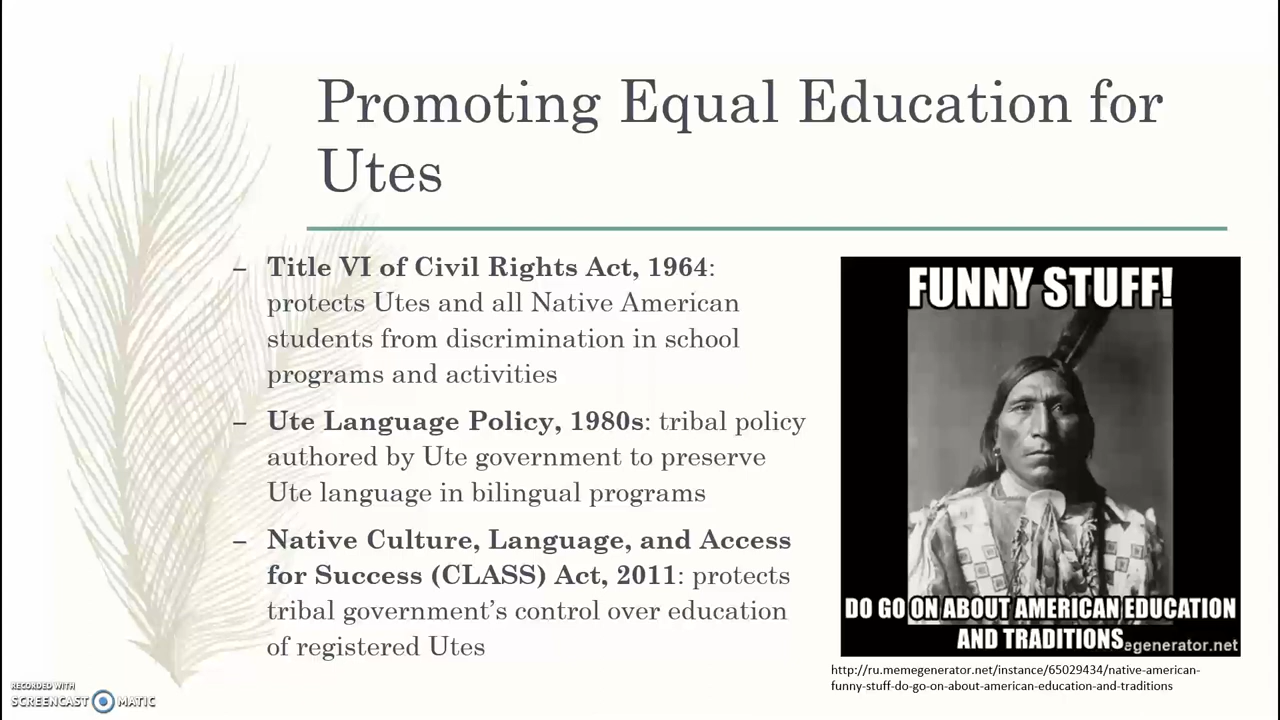 Promoting Equal Education for
Utes
– Title VI of Civil Rights Act, 1964:
protects Utes and all Native American
students from discrimination in school
programs and activities
– Ute Language Policy, 1980s: tribal policy
authored by Ute government to preserve
Ute language in bilingual programs
– Native Culture, Language, and Access
for Success (CLASS) Act, 2011: protects
tribal government’s control over education
of registered Utes
FUNNY STUFF!
DO GO ON ABOUT AMERICAN EDUCATION
AND TRADITIONS
egenerator.net
http://ru.memegenerator.net/instance/65029434/native-american-
funny-stuff-do-go-on-about-american-education-and-traditions
RECORDED WITH
SCREENCAST MATIC